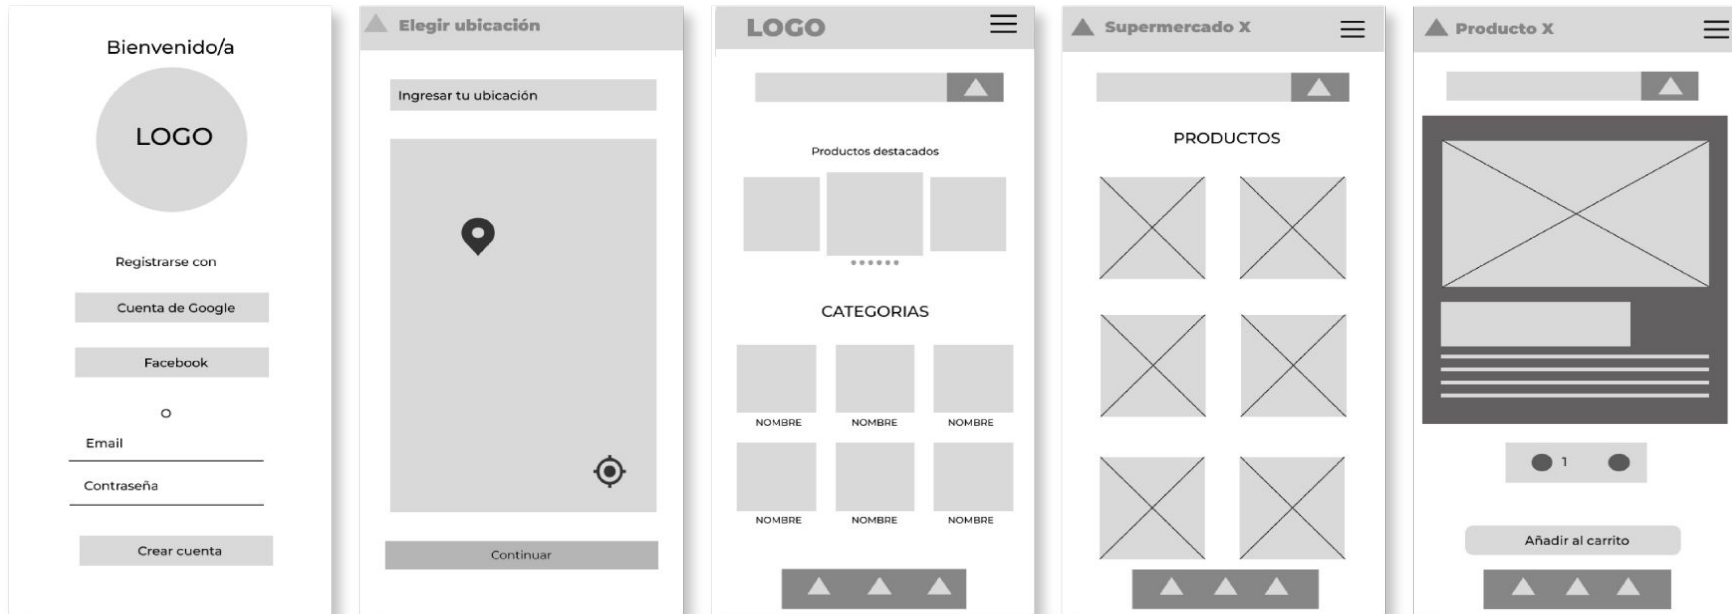 Bienvenido/a
LOGO
Registrarse con
Cuenta de Google
Facebook
O
Email
Contraseña
Crear cuenta
Elegir ubicación
Ingresar tu ubicación
Continuar
LOGO
Productos destacados
CATEGORIAS
NOMBRE NOMBRE NOMBRE
NOMBRE NOMBRE NOMBRE
Supermercado X
PRODUCTOS
Producto X
1
Añadir al carrito